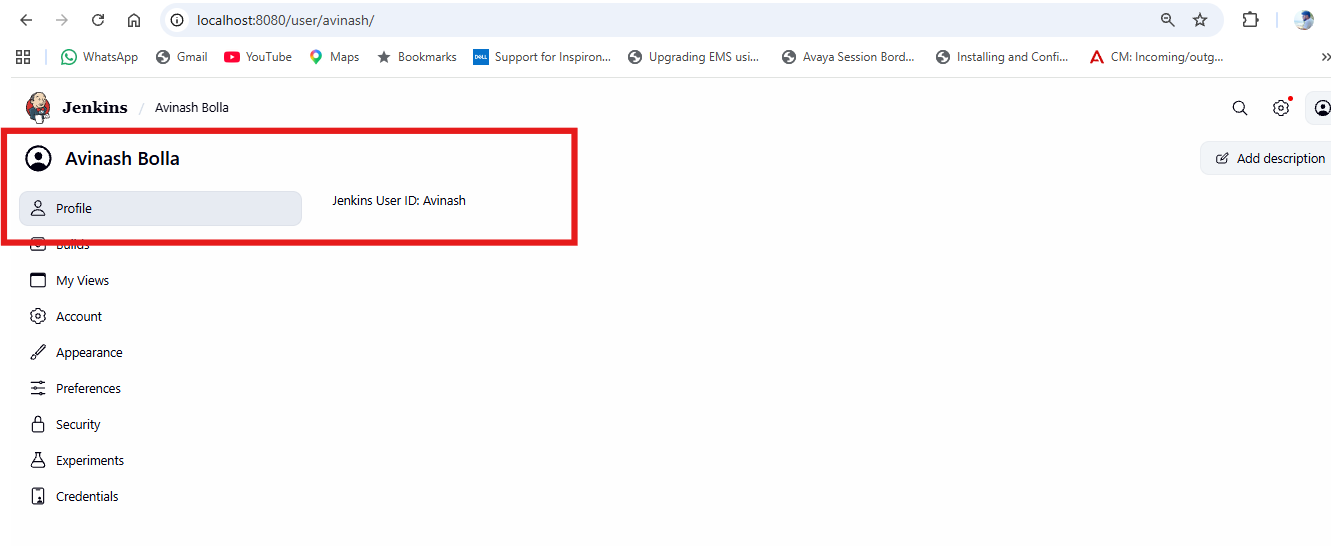 localhost:8080/user/avinash/
WhatsApp Gmail YouTube Maps Bookmarks DELL Support for Inspiron... Upgrading EMS usi... Avaya Session Bord... Installing and Confi... CM: Incoming/outg... »
Jenkins / Avinash Bolla
Avinash Bolla
Add description
Profile
Jenkins User ID: Avinash
Builds
My Views
Account
Appearance
Preferences
Security
Experiments
Credentials